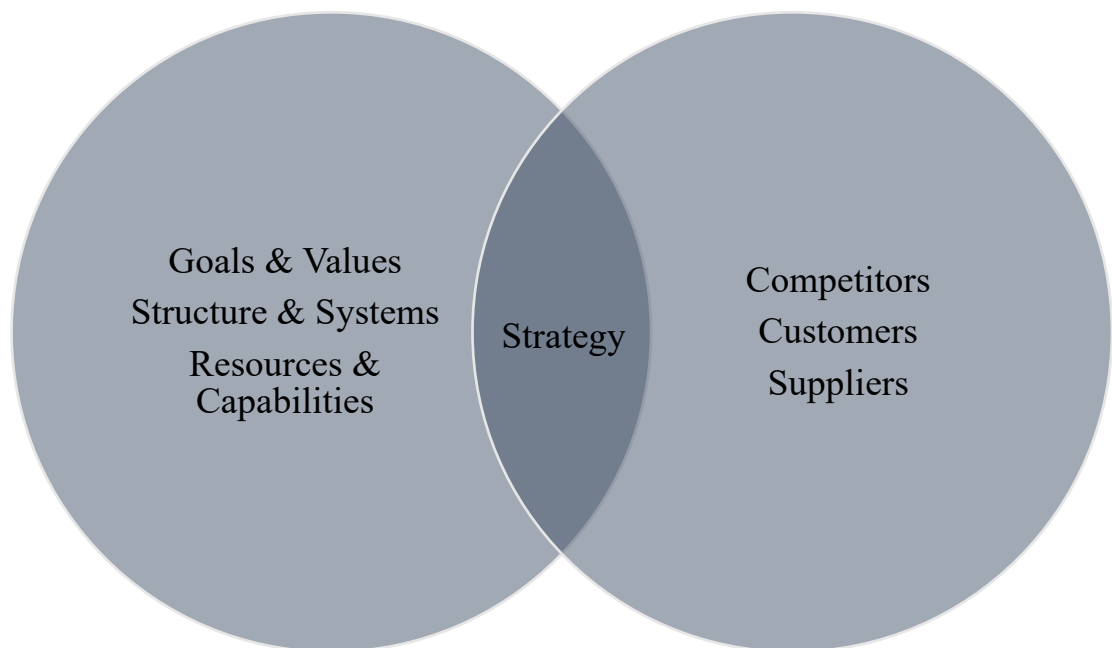 Goals & Values
Structure & Systems
Resources &
Capabilities
Strategy
Competitors
Customers
Suppliers